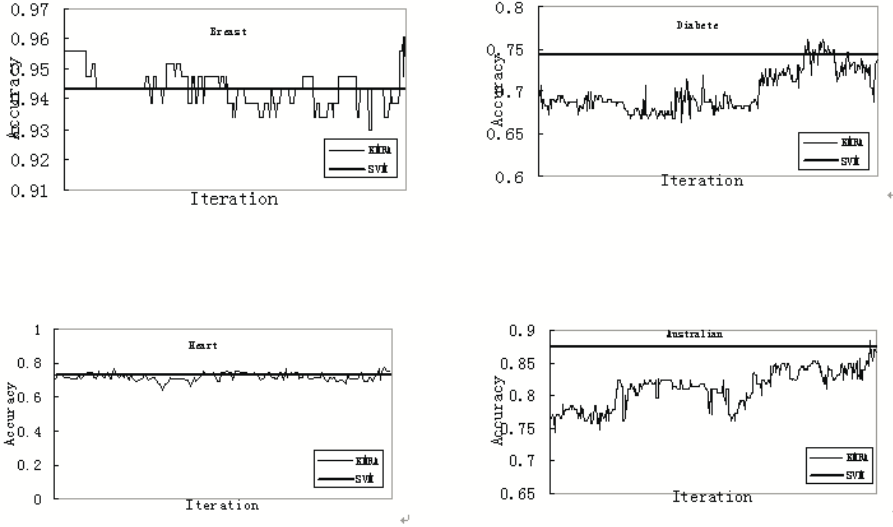 Breast
0.97
0.96
0.95
0.94
0.93
0.92
0.91
Accuracy
Iteration
SVM
Diabete
0.8
0.75
0.7
0.65
0.6
Accuracy
Iteration
SVM
Heart
1
0.8
0.6
0.4
0.2
0
Accuracy
Iteration
SVM
Australian
0.9
0.85
0.8
0.75
0.7
0.65
Accuracy
Iteration
SVM